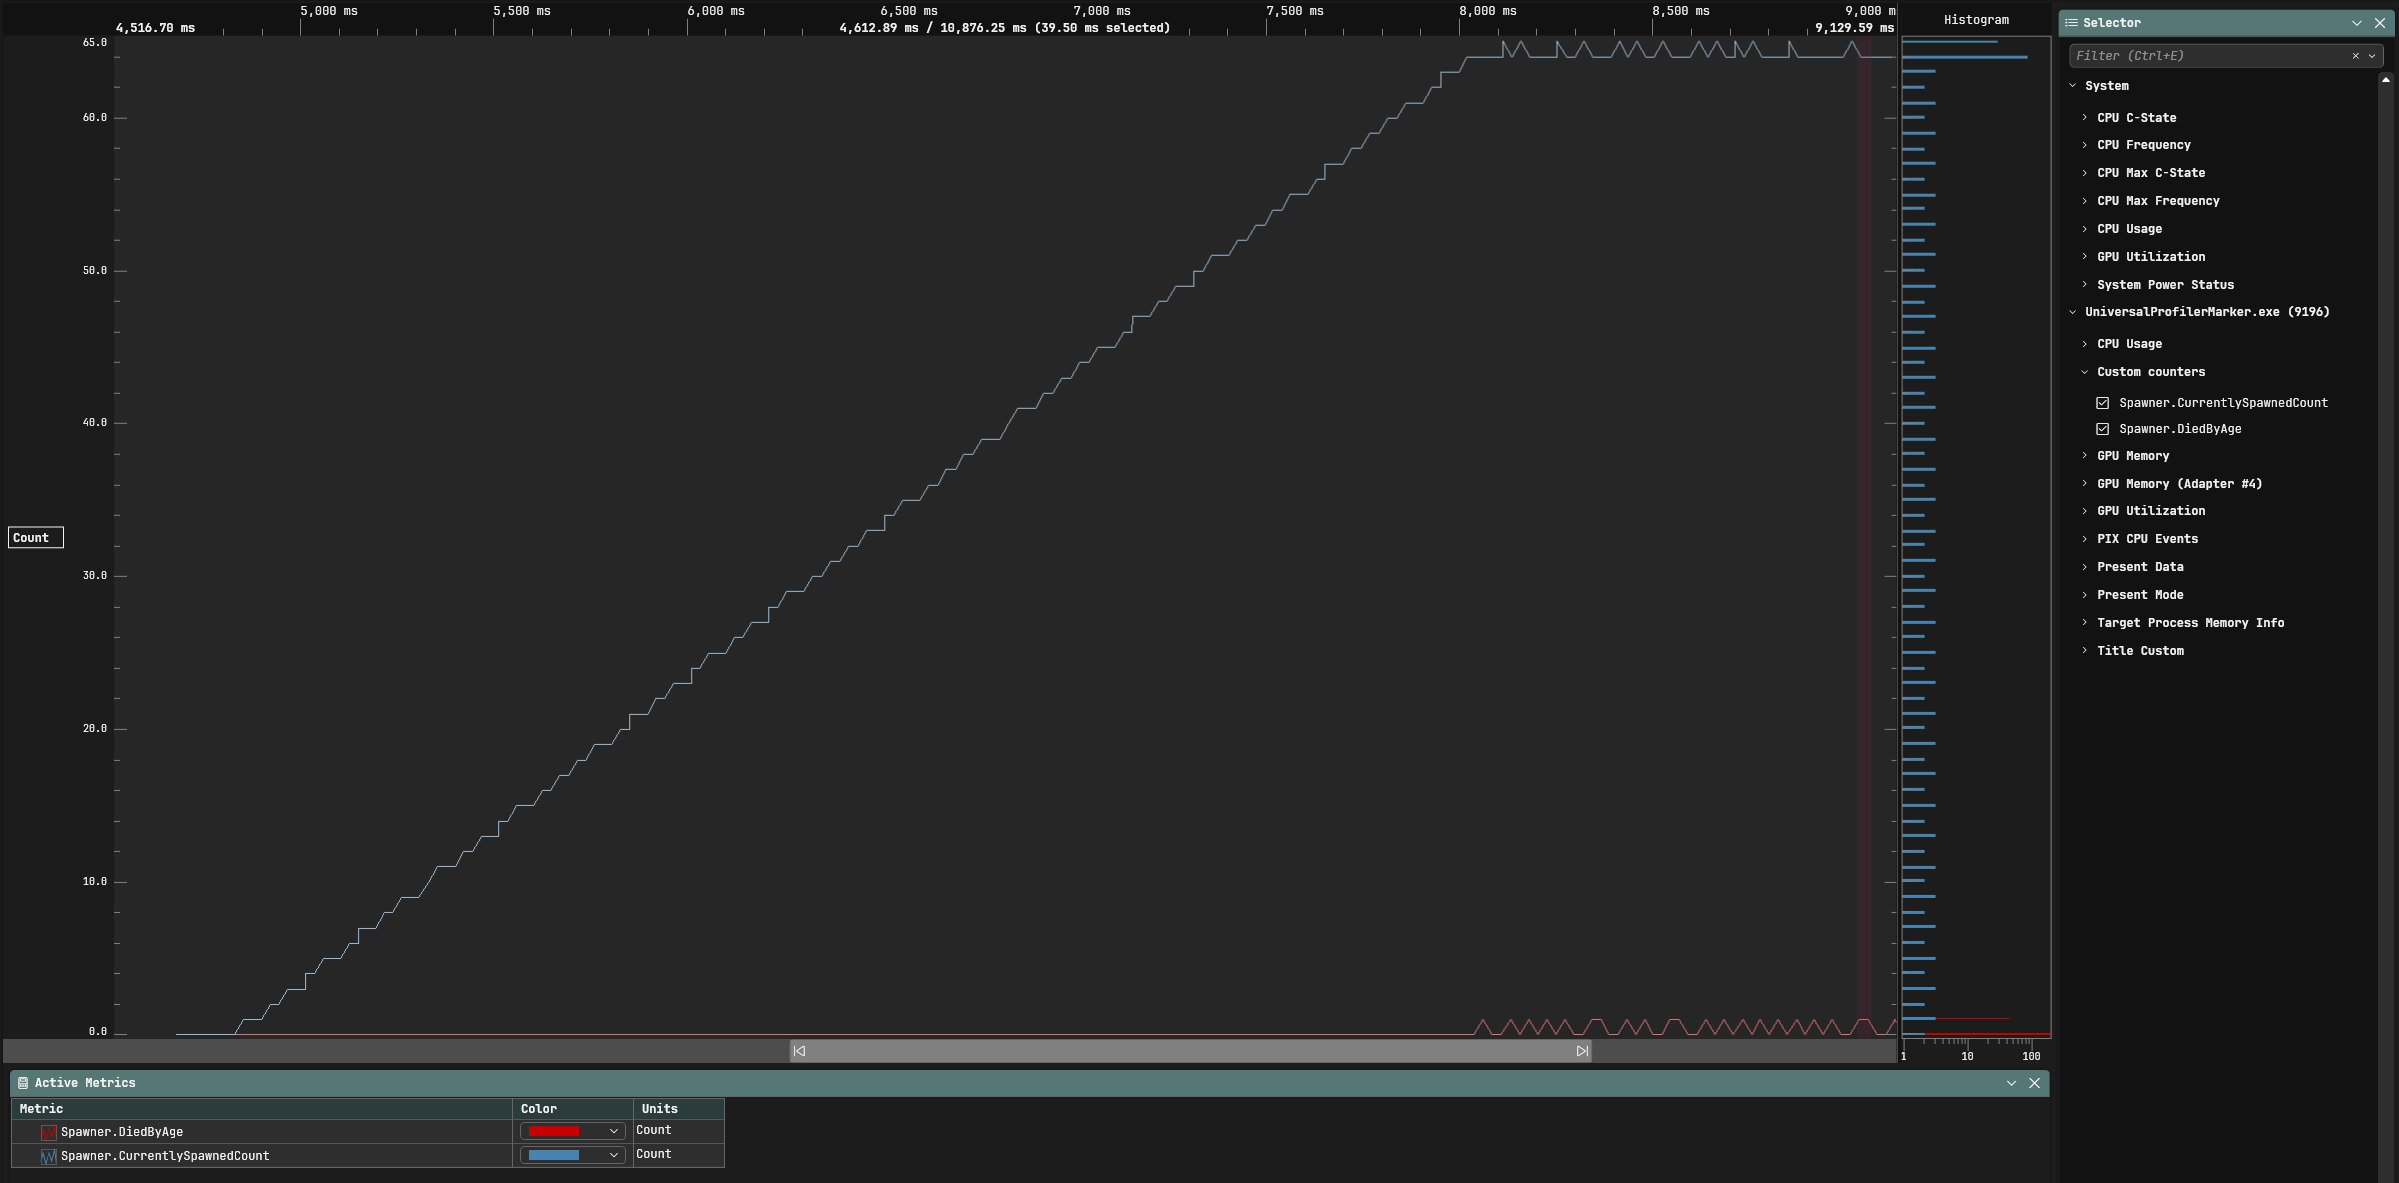 5,000 ms 5,500 ms 6,000 ms 6,500 ms 7,000 ms 7,500 ms 8,000 ms 8,500 ms 9,000 m
4,516.70 ms 4,612.89 ms / 10,876.25 ms (39.50 ms selected) 9,129.59 ms
Histogram
65.0
60.0
50.0
40.0
Count
30.0
20.0
10.0
0.0
1 10 100
Selector
Filter (Ctrl+E)
System
CPU C-State
CPU Frequency
CPU Max C-State
CPU Max Frequency
CPU Usage
GPU Utilization
System Power Status
UniversalProfilerMarker.exe (9196)
CPU Usage
Custom counters
Spawner.CurrentlySpawnedCount
Spawner.DiedByAge
GPU Memory
GPU Memory (Adapter #4)
GPU Utilization
PIX CPU Events
Present Data
Present Mode
Target Process Memory Info
Title Custom
Active Metrics
Metric Color Units
Spawner.DiedByAge Count
Spawner.CurrentlySpawnedCount Count